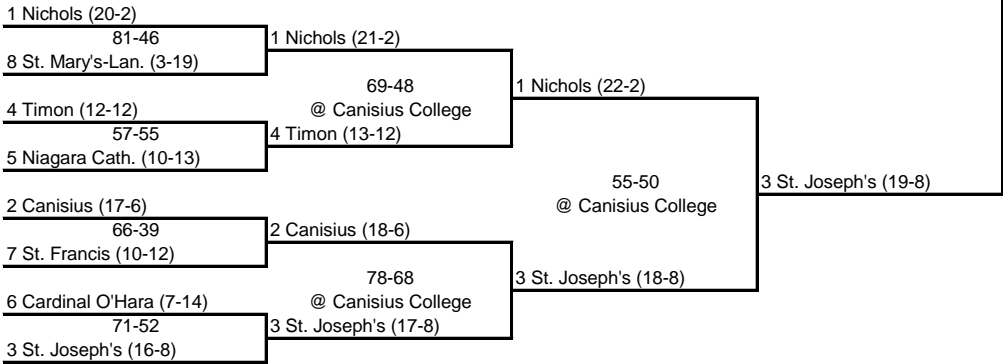 1 Nichols (20-2)
81-46
8 St. Mary's-Lan. (3-19)
1 Nichols (21-2)
69-48
@ Canisius College
4 Timon (12-12)
57-55
5 Niagara Cath. (10-13)
4 Timon (13-12)
1 Nichols (22-2)
55-50
@ Canisius College
3 St. Joseph's (19-8)
2 Canisius (17-6)
66-39
7 St. Francis (10-12)
2 Canisius (18-6)
78-68
@ Canisius College
3 St. Joseph's (18-8)
6 Cardinal O'Hara (7-14)
71-52
3 St. Joseph's (16-8)
3 St. Joseph's (17-8)